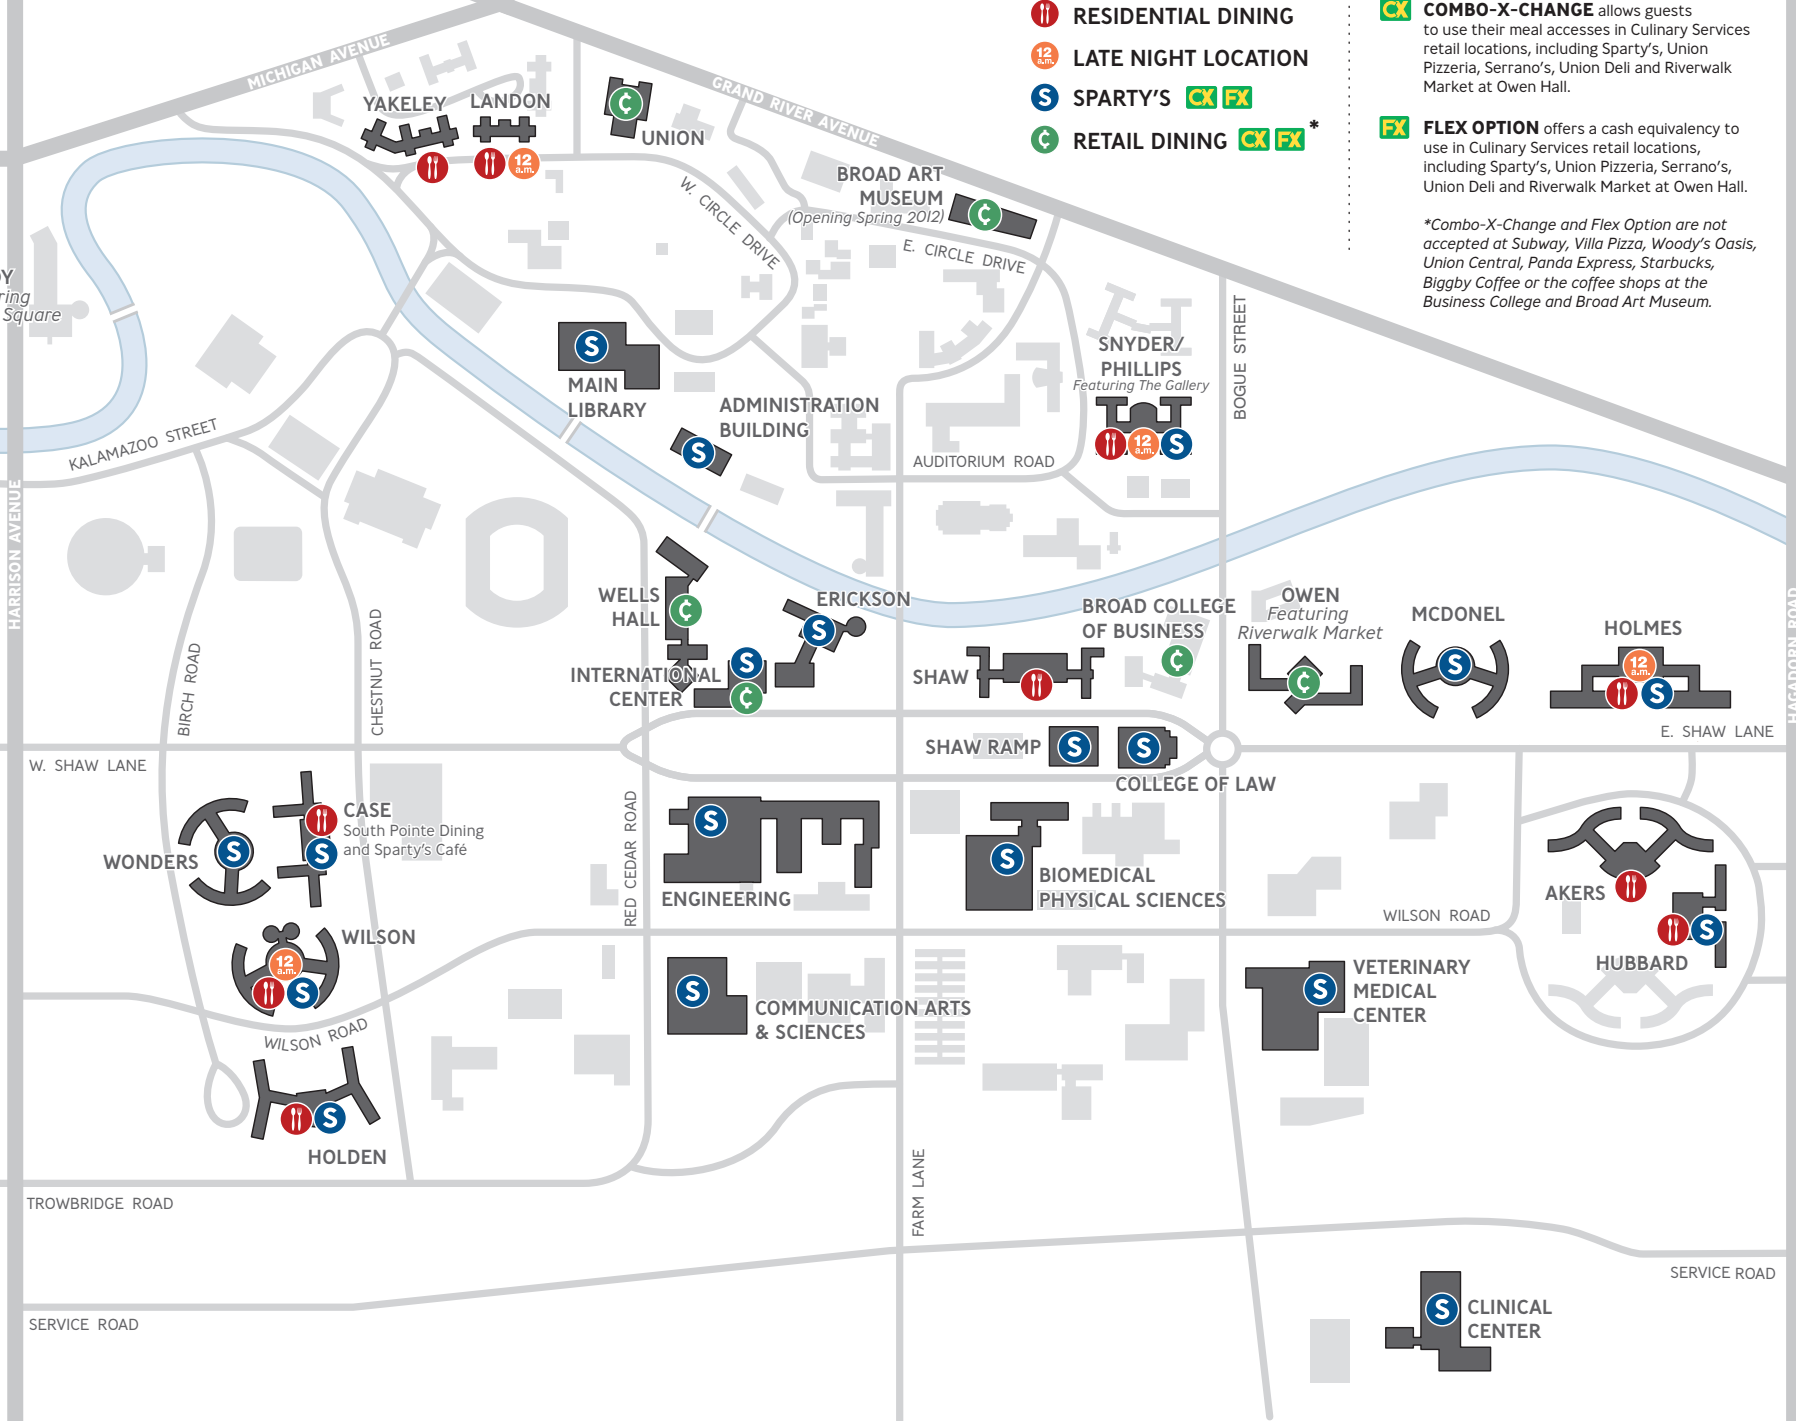 RESIDENTIAL DINING
12 a.m. LATE NIGHT LOCATION
S SPARTY'S CX FX
¢ RETAIL DINING CX FX *
CX COMBO-X-CHANGE allows guests
to use their meal accesses in Culinary Services
retail locations, including Sparty's, Union
Pizzeria, Serrano's, Union Deli and Riverwalk
Market at Owen Hall.
FX FLEX OPTION offers a cash equivalency to
use in Culinary Services retail locations,
including Sparty's, Union Pizzeria, Serrano's,
Union Deli and Riverwalk Market at Owen Hall.
*Combo-X-Change and Flex Option are not
accepted at Subway, Villa Pizza, Woody's Oasis,
Union Central, Panda Express, Starbucks,
Biggby Coffee or the coffee shops at the
Business College and Broad Art Museum.
MICHIGAN AVENUE
GRAND RIVER AVENUE
YAKELEY
LANDON
12 a.m.
¢
UNION
W. CIRCLE DRIVE
BROAD ART
MUSEUM
(Opening Spring 2012)
¢
E. CIRCLE DRIVE
Y
ring
Square
BOGUE STREET
SNYDER/
PHILLIPS
Featuring The Gallery
12 a.m.
S
S
MAIN
LIBRARY
ADMINISTRATION
BUILDING
S
KALAMAZOO STREET
AUDITORIUM ROAD
HARRISON AVENUE
BIRCH ROAD
CHESTNUT ROAD
WELLS
HALL
¢
ERICKSON
S
INTERNATIONAL
CENTER
S
¢
SHAW
BROAD COLLEGE
OF BUSINESS
¢
OWEN
Featuring
Riverwalk Market
¢
MCDONEL
S
HOLMES
12 a.m.
S
HAGADORN ROAD
E. SHAW LANE
W. SHAW LANE
SHAW RAMP
S
S
COLLEGE OF LAW
CASE
South Pointe Dining
and Sparty's Café
S
WONDERS
S
RED CEDAR ROAD
S
ENGINEERING
S
BIOMEDICAL
PHYSICAL SCIENCES
AKERS
WILSON ROAD
S
HUBBARD
WILSON
12 a.m.
S
WILSON ROAD
S
COMMUNICATION ARTS
& SCIENCES
S
VETERINARY
MEDICAL
CENTER
S
HOLDEN
TROWBRIDGE ROAD
FARM LANE
SERVICE ROAD
SERVICE ROAD
S
CLINICAL
CENTER